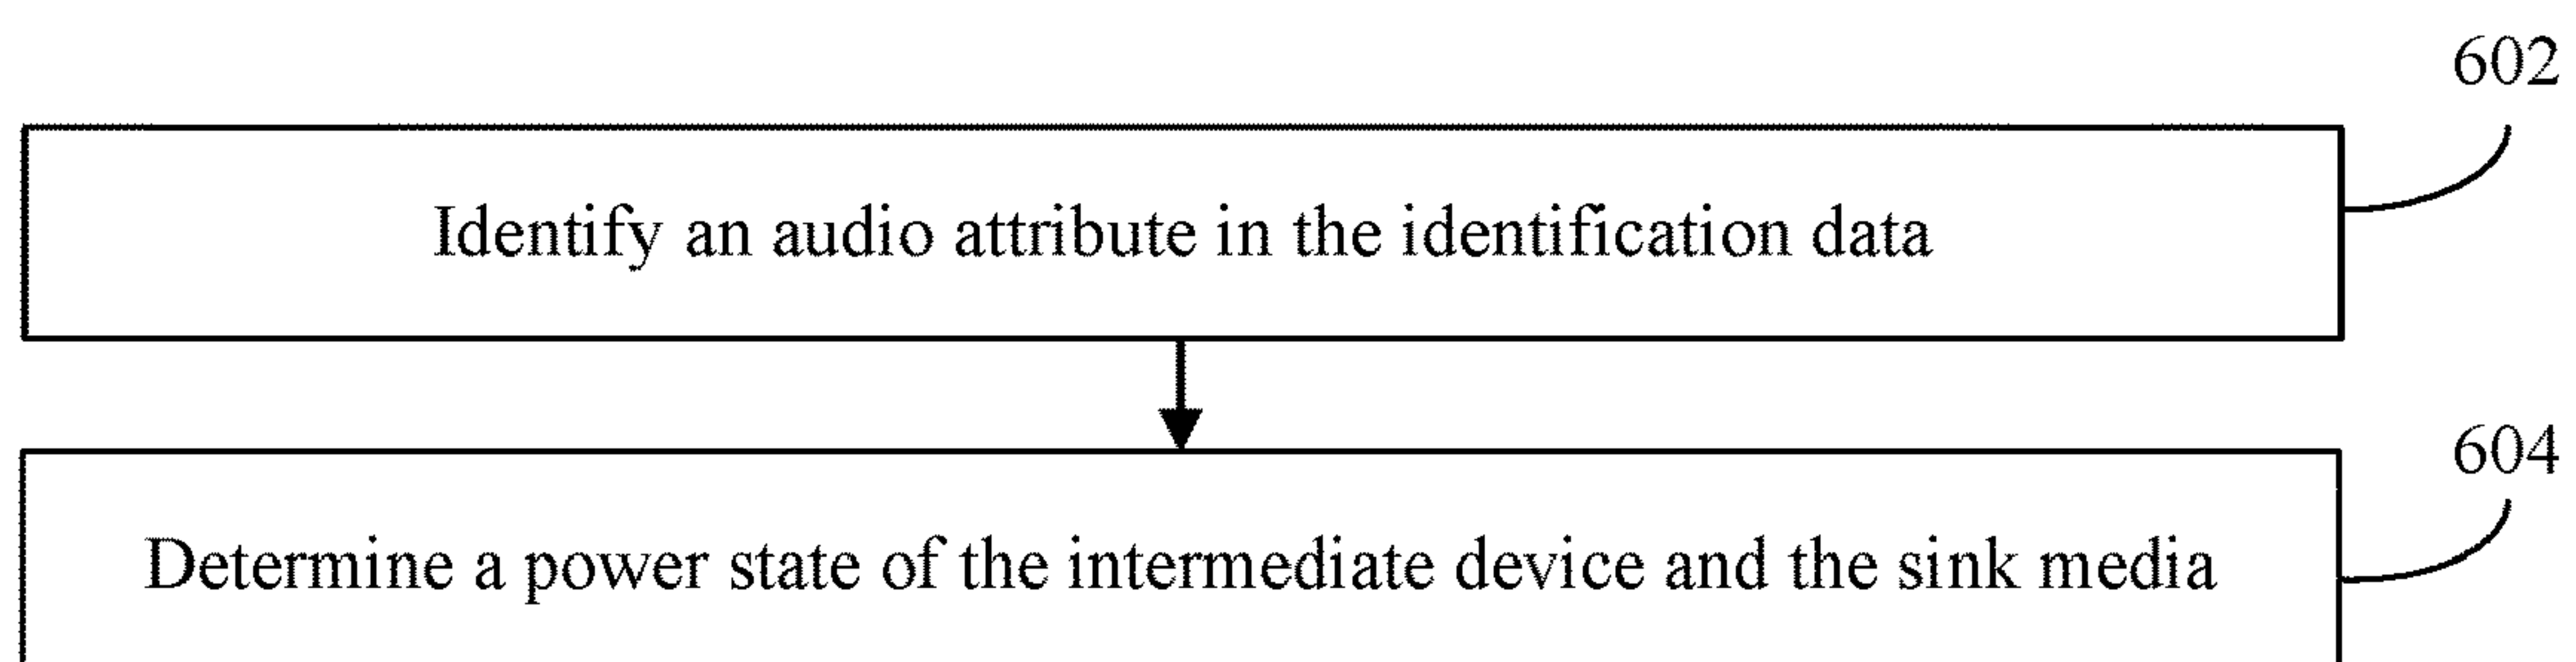 602
Identify an audio attribute in the identification data
604
Determine a power state of the intermediate device and the sink media